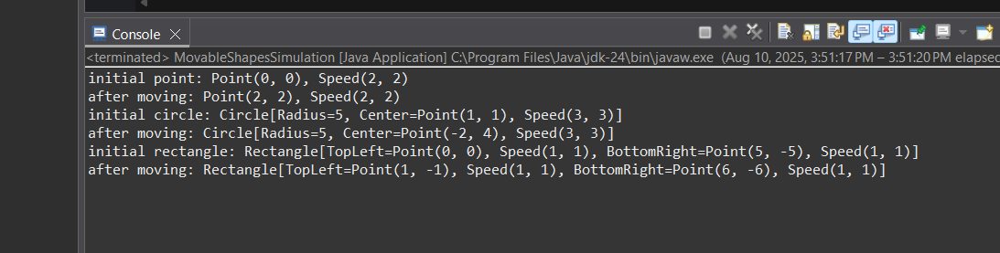 Console
<terminated> MovableShapesSimulation [Java Application] C:\Program Files\Java\jdk-24\bin\javaw.exe  (Aug 10, 2025, 3:51:17 PM – 3:51:20 PM elapsed
initial point: Point(0, 0), Speed(2, 2)
after moving: Point(2, 2), Speed(2, 2)
initial circle: Circle[Radius=5, Center=Point(1, 1), Speed(3, 3)]
after moving: Circle[Radius=5, Center=Point(-2, 4), Speed(3, 3)]
initial rectangle: Rectangle[TopLeft=Point(0, 0), Speed(1, 1), BottomRight=Point(5, -5), Speed(1, 1)]
after moving: Rectangle[TopLeft=Point(1, -1), Speed(1, 1), BottomRight=Point(6, -6), Speed(1, 1)]